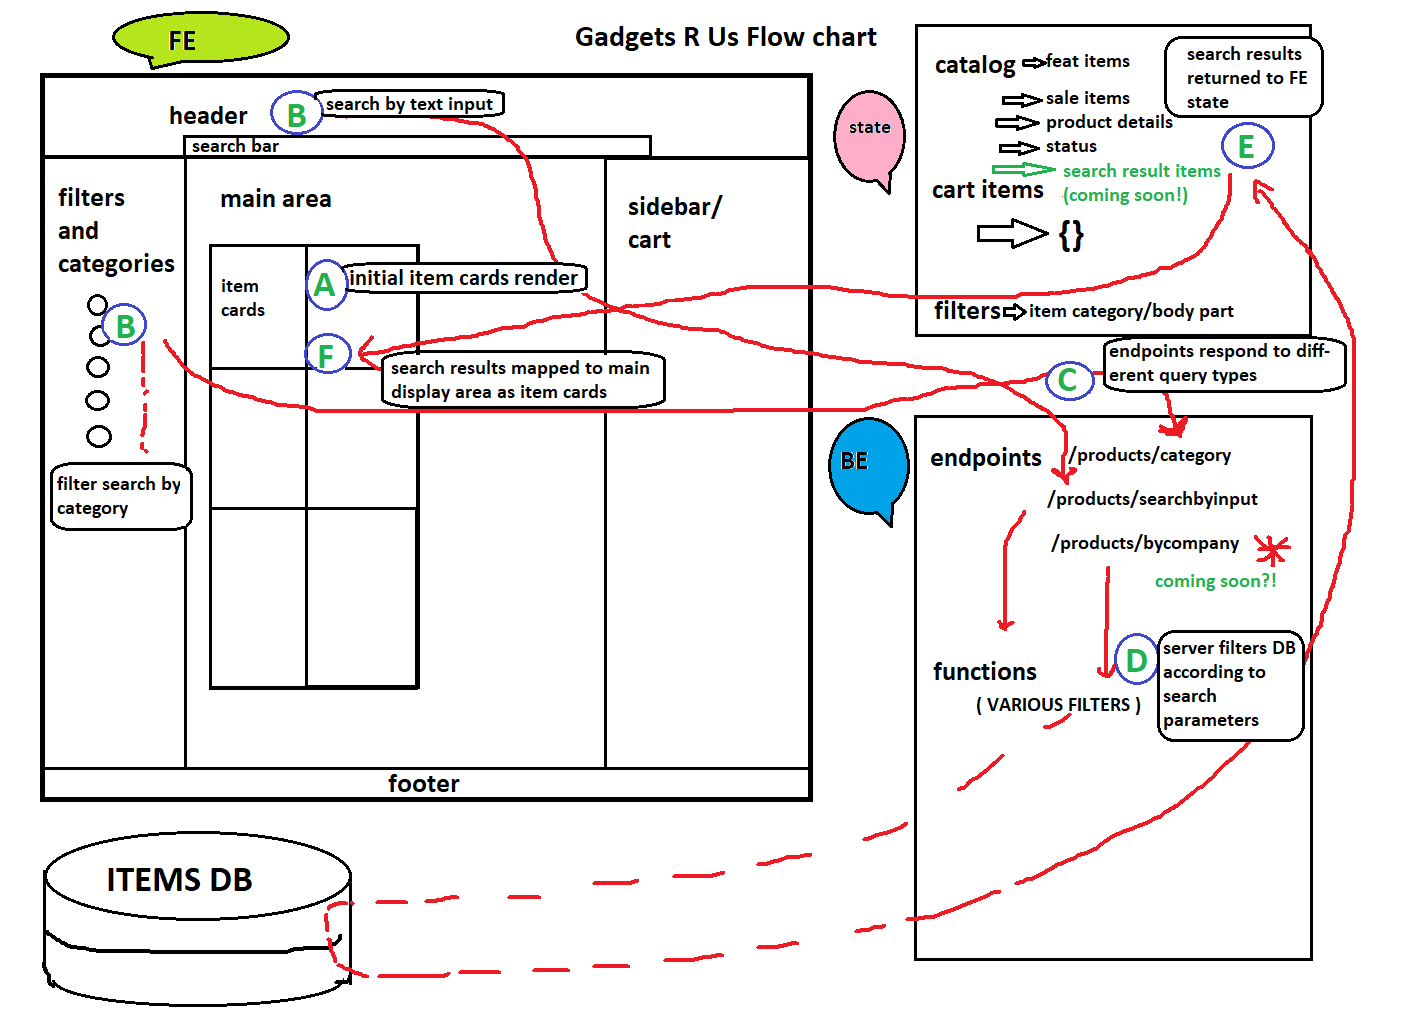 Gadgets R Us Flow chart
FE
header
B
search by text input
search bar
filters
and
categories
B
filter search by
category
main area
item
cards
A
initial item cards render
F
search results mapped to main
display area as item cards
sidebar/
cart
footer
ITEMS DB
state
catalog
feat items
sale items
product details
status
search result items
(coming soon!)
cart items
{}
filters
item category/body part
search results
returned to FE
state
E
C
endpoints respond to diff-
erent query types
BE
endpoints
/products/category
/products/searchbyinput
/products/bycompany
coming soon?!
functions
( VARIOUS FILTERS )
D
server filters DB
according to
search
parameters